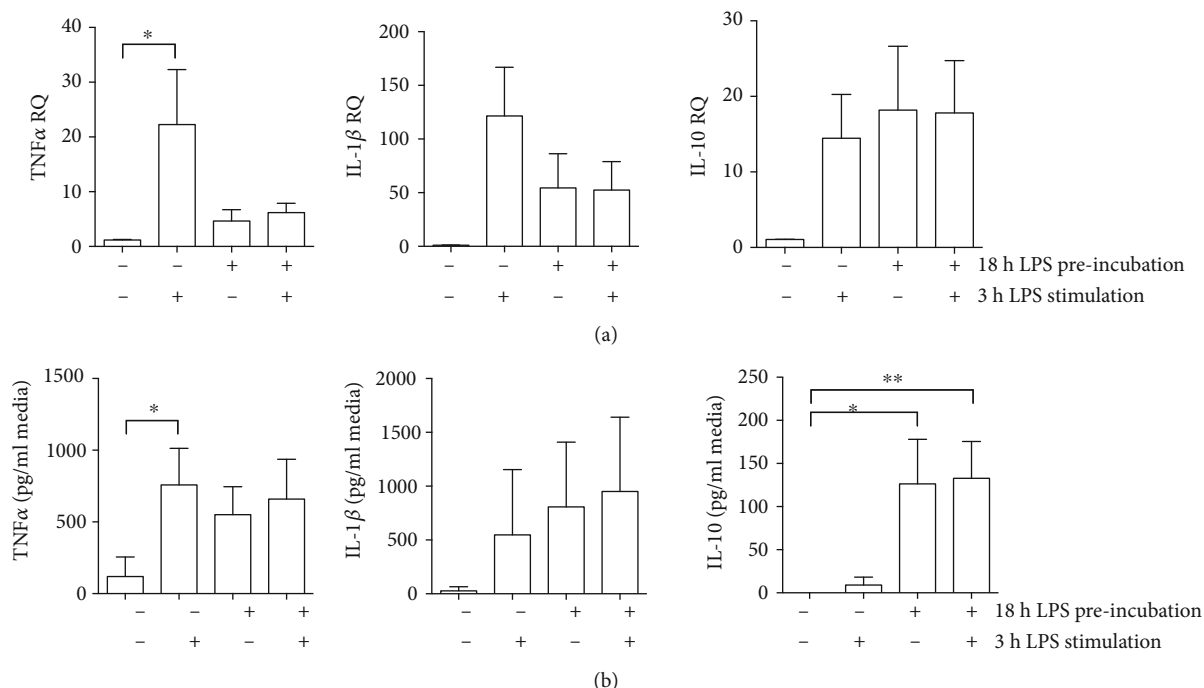 TNFα RQ
40
30
20
10
0
*
– – + +
– + – +
IL-1β RQ
200
150
100
50
0
– – + +
– + – +
IL-10 RQ
30
20
10
0
– – + + 18 h LPS pre-incubation
– + – + 3 h LPS stimulation
(a)
TNFα (pg/ml media)
1500
1000
500
0
*
– – + +
– + – +
IL-1β (pg/ml media)
2000
1500
1000
500
0
– – + +
– + – +
IL-10 (pg/ml media)
250
200
150
100
50
0
**
*
– – + + 18 h LPS pre-incubation
– + – + 3 h LPS stimulation
(b)